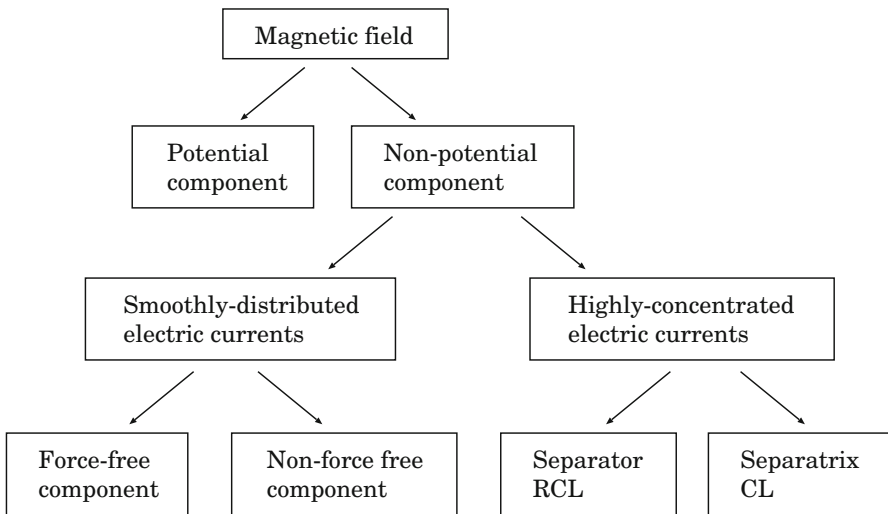 Magnetic field
Potential
component
Non-potential
component
Smoothly-distributed
electric currents
Highly-concentrated
electric currents
Force-free
component
Non-force free
component
Separator
RCL
Separatrix
CL